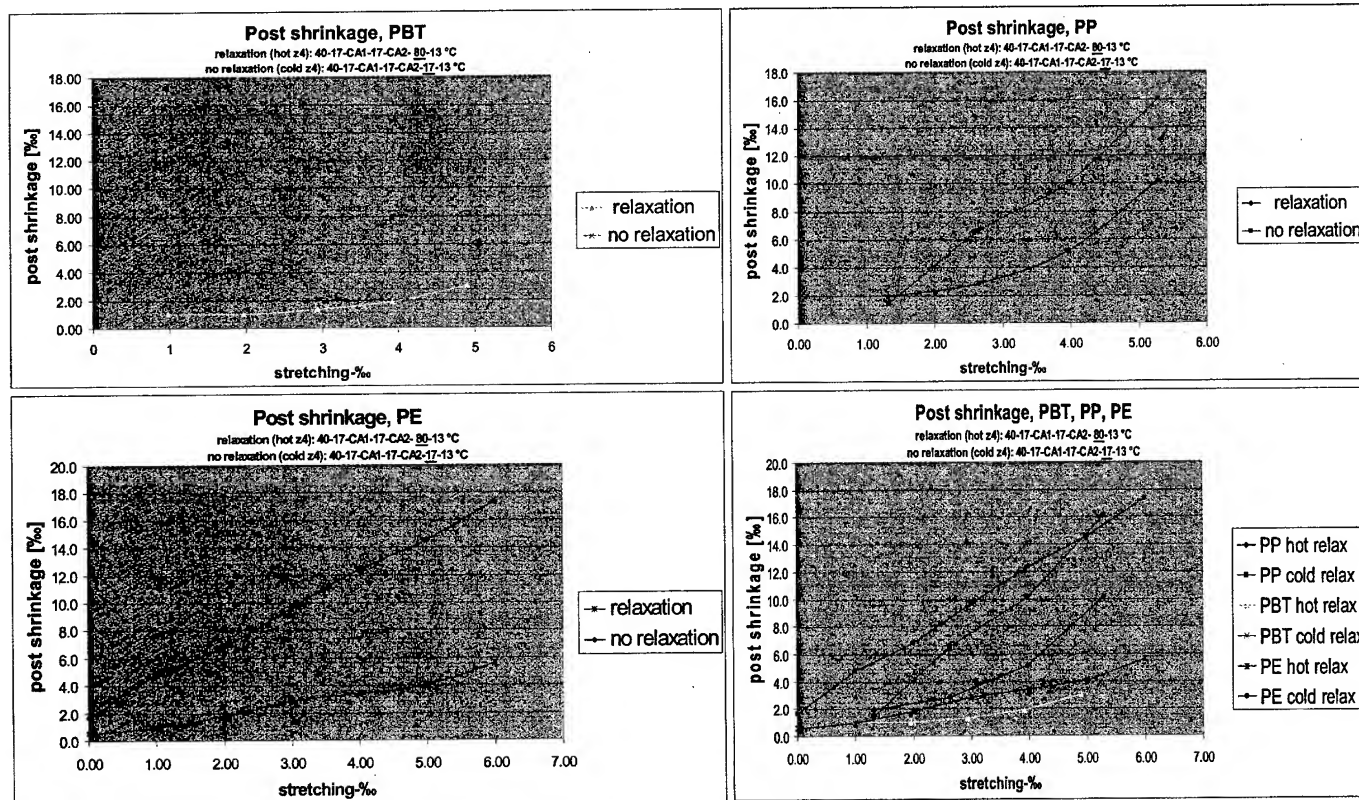 Post shrinkage, PBT
relaxation (hot z4): 40-17-CA1-17-CA2- 80-13 °C
no relaxation (cold z4): 40-17-CA1-17-CA2-17-13 °C
post shrinkage [‰]
18.00
16.00
14.00
12.00
10.00
8.00
6.00
4.00
2.00
0.00
0 1 2 3 4 5 6
stretching-‰
relaxation
no relaxation
Post shrinkage, PP
relaxation (hot z4): 40-17-CA1-17-CA2- 80-13 °C
no relaxation (cold z4): 40-17-CA1-17-CA2-17-13 °C
post shrinkage [‰]
18.0
16.0
14.0
12.0
10.0
8.0
6.0
4.0
2.0
0.0
0.00 1.00 2.00 3.00 4.00 5.00 6.00
stretching-‰
relaxation
no relaxation
Post shrinkage, PE
relaxation (hot z4): 40-17-CA1-17-CA2- 80-13 °C
no relaxation (cold z4): 40-17-CA1-17-CA2-17-13 °C
post shrinkage [‰]
20.0
18.0
16.0
14.0
12.0
10.0
8.0
6.0
4.0
2.0
0.0
0.00 1.00 2.00 3.00 4.00 5.00 6.00 7.00
stretching-‰
relaxation
no relaxation
Post shrinkage, PBT, PP, PE
relaxation (hot z4): 40-17-CA1-17-CA2- 80-13 °C
no relaxation (cold z4): 40-17-CA1-17-CA2-17-13 °C
post shrinkage [‰]
20.0
18.0
16.0
14.0
12.0
10.0
8.0
6.0
4.0
2.0
0.0
0.00 1.00 2.00 3.00 4.00 5.00 6.00 7.00
stretching-‰
PP hot relax
PP cold relax
PBT hot relax
PBT cold relax
PE hot relax
PE cold relax